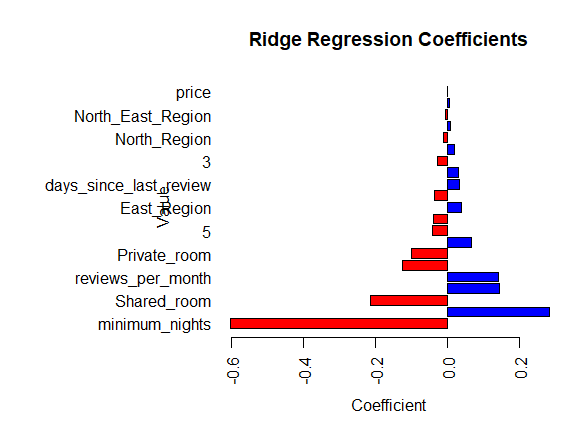 Ridge Regression Coefficients
price
North_East_Region
North_Region
3
days_since_last_review
Value
East_Region
5
Private_room
reviews_per_month
Shared_room
minimum_nights
-0.6
-0.4
-0.2
0.0
0.2
Coefficient